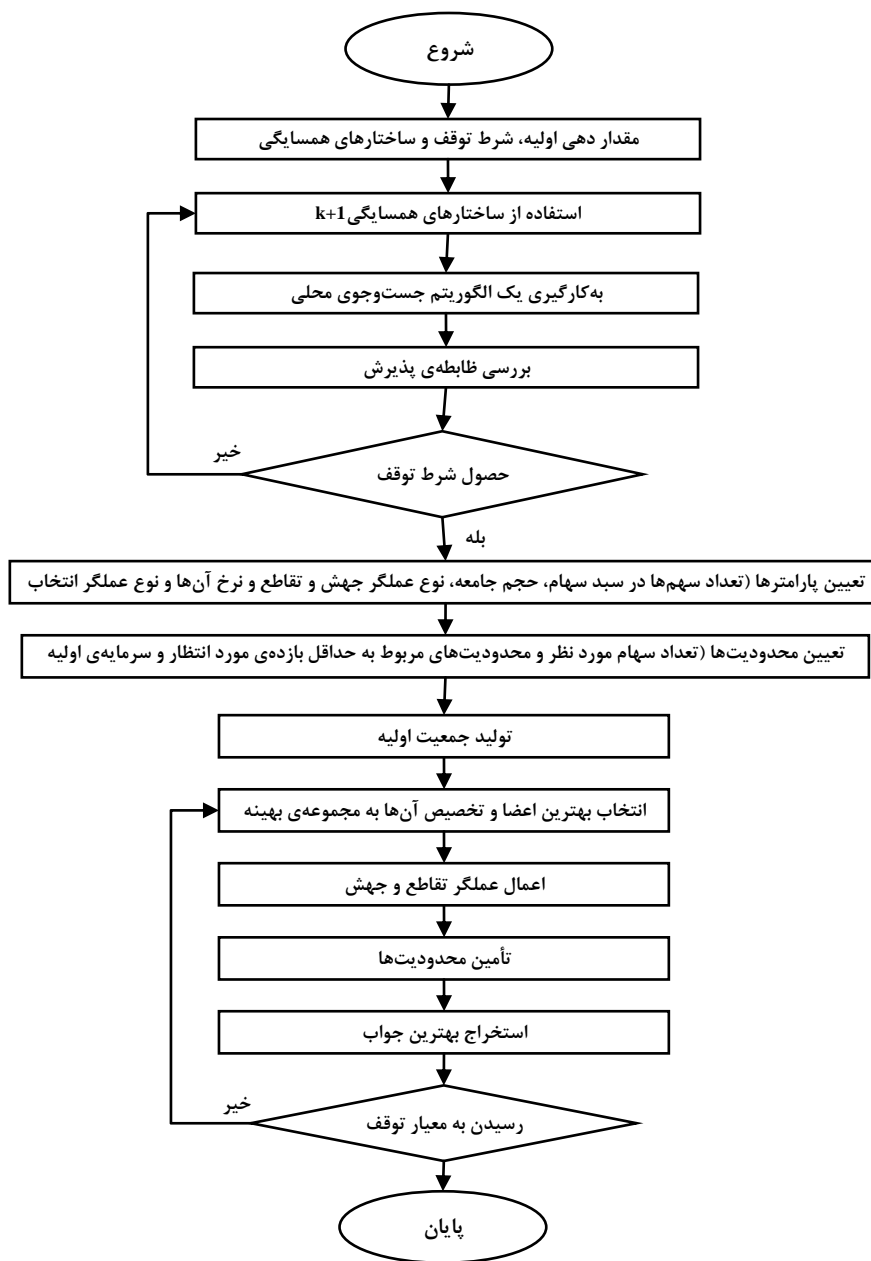 شروع
مقدار دهی اولیه، شرط توقف و ساختارهای همسایگی
استفاده از ساختارهای همسایگی k+1
به‌کارگیری یک الگوریتم جست‌وجوی محلی
بررسی ظابطه‌ی پذیرش
خیر
حصول شرط توقف
بله
تعیین پارامترها (تعداد سهم‌ها در سبد سهام، حجم جامعه، نوع عملگر جهش و تقاطع و نرخ آن‌ها و نوع عملگر انتخاب
تعیین محدودیت‌ها (تعداد سهام مورد نظر و محدودیت‌های مربوط به حداقل بازده‌ی مورد انتظار و سرمایه‌ی اولیه
تولید جمعیت اولیه
انتخاب بهترین اعضا و تخصیص آن‌ها به مجموعه‌ی بهینه
اعمال عملگر تقاطع و جهش
تأمین محدودیت‌ها
استخراج بهترین جواب
خیر
رسیدن به معیار توقف
پایان